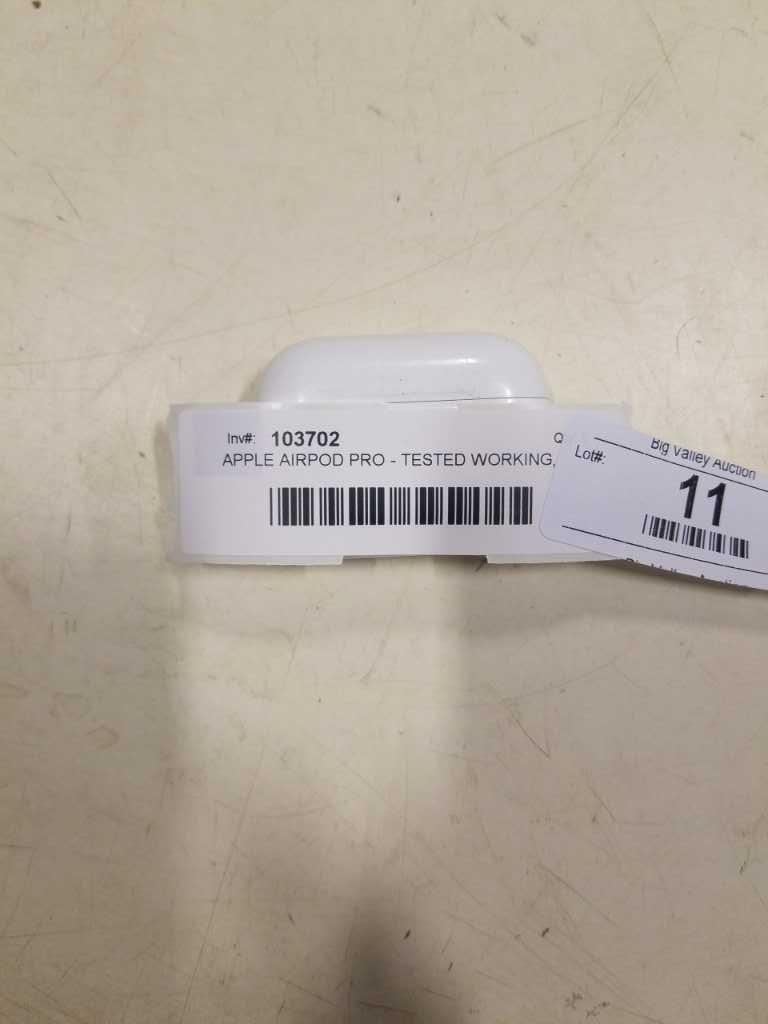 Inv#: 103702
Q
APPLE AIRPOD PRO - TESTED WORKING,
Big Valley Auction
Lot#:
11